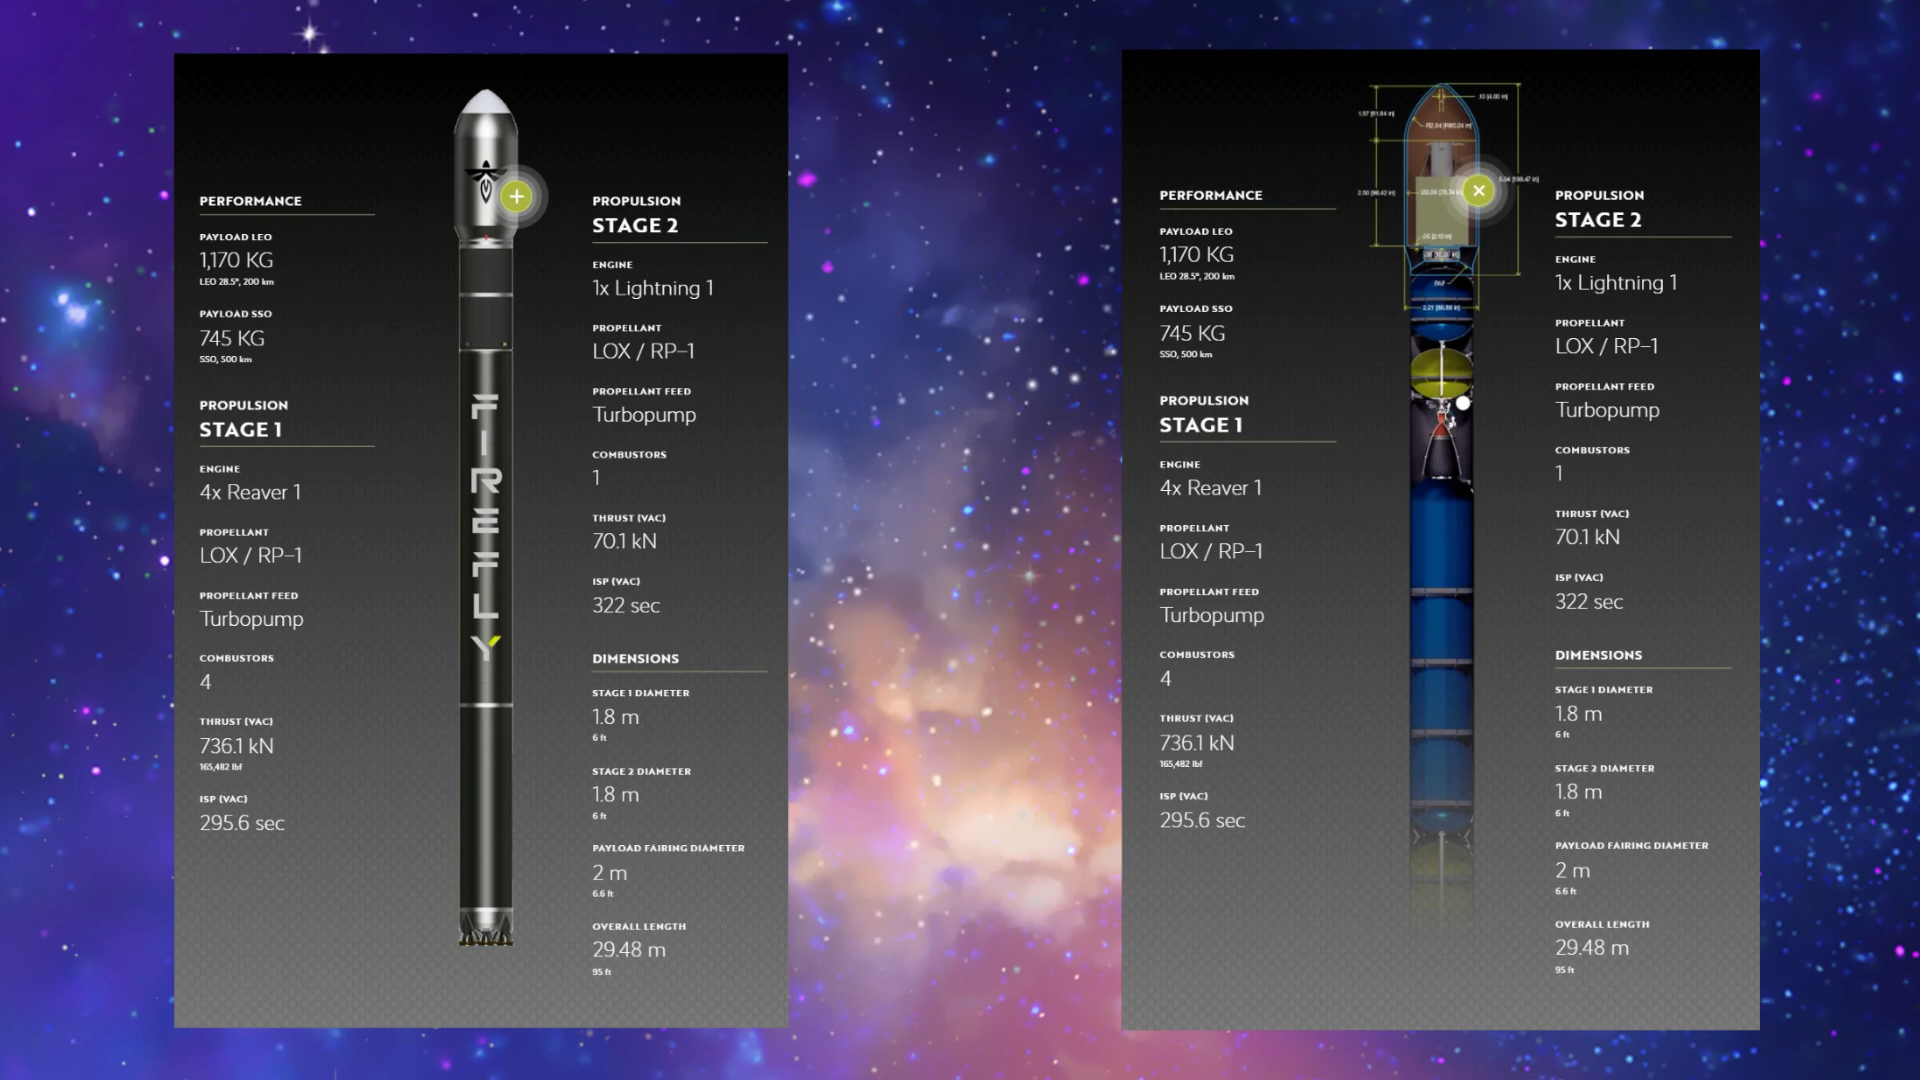 PERFORMANCE
PAYLOAD LEO
1,170 KG
LEO 28.5°, 200 km
PAYLOAD SSO
745 KG
SSO, 500 km
PROPULSION
STAGE 1
ENGINE
4x Reaver 1
PROPELLANT
LOX / RP–1
PROPELLANT FEED
Turbopump
COMBUSTORS
4
THRUST (VAC)
736.1 kN
165,482 lbf
ISP (VAC)
295.6 sec
FIREFLY
PROPULSION
STAGE 2
ENGINE
1x Lightning 1
PROPELLANT
LOX / RP–1
PROPELLANT FEED
Turbopump
COMBUSTORS
1
THRUST (VAC)
70.1 kN
ISP (VAC)
322 sec
DIMENSIONS
STAGE 1 DIAMETER
1.8 m
6 ft
STAGE 2 DIAMETER
1.8 m
6 ft
PAYLOAD FAIRING DIAMETER
2 m
6.6 ft
OVERALL LENGTH
29.48 m
95 ft
PERFORMANCE
PAYLOAD LEO
1,170 KG
LEO 28.5°, 200 km
PAYLOAD SSO
745 KG
SSO, 500 km
PROPULSION
STAGE 1
ENGINE
4x Reaver 1
PROPELLANT
LOX / RP–1
PROPELLANT FEED
Turbopump
COMBUSTORS
4
THRUST (VAC)
736.1 kN
165,482 lbf
ISP (VAC)
295.6 sec
.10 [4.00 in]
PAF
PROPULSION
STAGE 2
ENGINE
1x Lightning 1
PROPELLANT
LOX / RP–1
PROPELLANT FEED
Turbopump
COMBUSTORS
1
THRUST (VAC)
70.1 kN
ISP (VAC)
322 sec
DIMENSIONS
STAGE 1 DIAMETER
1.8 m
6 ft
STAGE 2 DIAMETER
1.8 m
6 ft
PAYLOAD FAIRING DIAMETER
2 m
6.6 ft
OVERALL LENGTH
29.48 m
95 ft